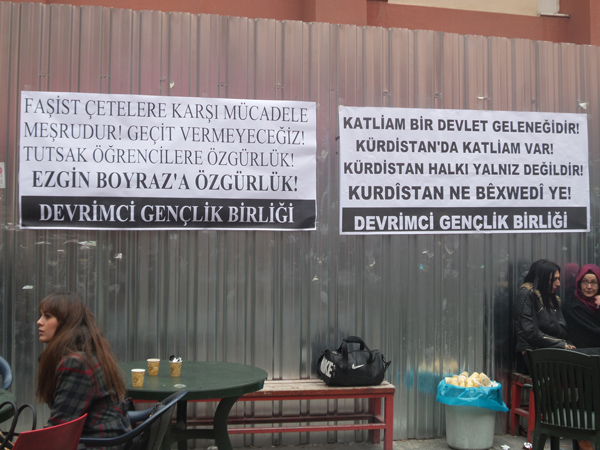 FAŞİST ÇETELERE KARŞI MÜCADELE
MEŞRUDUR! GEÇİT VERMEYECEĞİZ!
TUTSAK ÖĞRENCİLERE ÖZGÜRLÜK!
EZGİN BOYRAZ'A ÖZGÜRLÜK!
DEVRİMCİ GENÇLİK BİRLİĞİ
KATLİAM BİR DEVLET GELENEĞİDİR!
KÜRDİSTAN'DA KATLİAM VAR!
KÜRDİSTAN HALKI YALNIZ DEĞİLDİR!
KURDÎSTAN NE BÊXWEDÎ YE!
DEVRİMCİ GENÇLİK BİRLİĞİ
NIKE